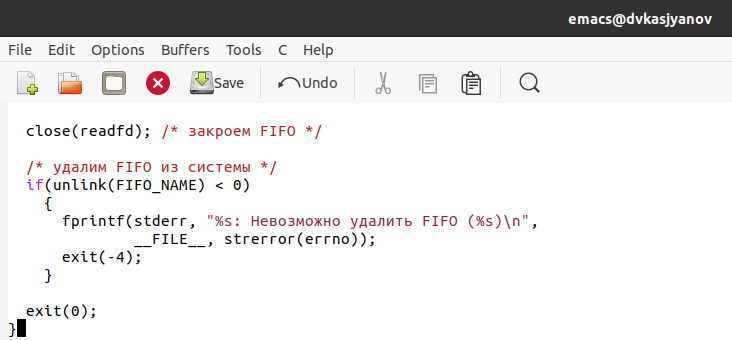 emacs@dvkasjyanov
File Edit Options Buffers Tools C Help
Save Undo
close(readfd); /* закроем FIFO */
/* удалим FIFO из системы */
if(unlink(FIFO_NAME) < 0)
{
fprintf(stderr, "%s: Невозможно удалить FIFO (%s)\n",
__FILE__, strerror(errno));
exit(-4);
}
exit(0);
}